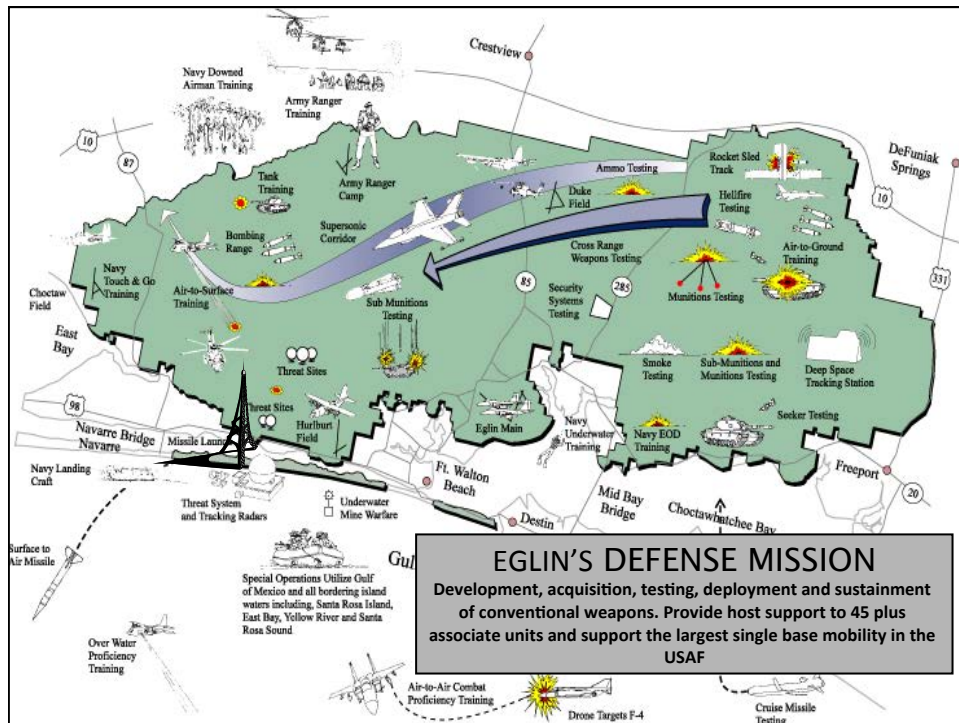 Crestview
Navy Downed
Airman Training
Army Ranger
Training
10
87
DeFuniak
Springs
Rocket Sled
Track
Ammo Testing
Tank
Training
Army Ranger
Camp
Duke
Field
Hellfire
Testing
10
Supersonic
Corridor
Bombing
Range
Cross Range
Weapons Testing
Air-to-Ground
Training
Navy
Touch & Go
Training
Air-to-Surface
Training
Choctaw
Field
85
285
331
Security
Systems
Testing
Munitions Testing
Sub Munitions
Testing
East
Bay
Threat Sites
Smoke
Testing
Sub-Munitions and
Munitions Testing
Deep Space
Tracking Station
Threat Sites
98
Hurlburt
Field
Eglin Main
Navy
Underwater
Training
Navy EOD
Training
Seeker Testing
Navarre Bridge
Navarre
Missile Launch
Freeport
20
Navy Landing
Craft
Ft. Walton
Beach
Mid Bay
Bridge
Choctawhatchee Bay
Threat System
and Tracking Radars
Underwater
Mine Warfare
Destin
Surface to
Air Missile
Gul
Special Operations Utilize Gulf
of Mexico and all bordering island
waters including, Santa Rosa Island,
East Bay, Yellow River and Santa
Rosa Sound
EGLIN'S DEFENSE MISSION
Development, acquisition, testing, deployment and sustainment
of conventional weapons. Provide host support to 45 plus
associate units and support the largest single base mobility in the
USAF
Over Water
Proficiency
Training
Air-to-Air Combat
Proficiency Training
Drone Targets F-4
Cruise Missile
Testing